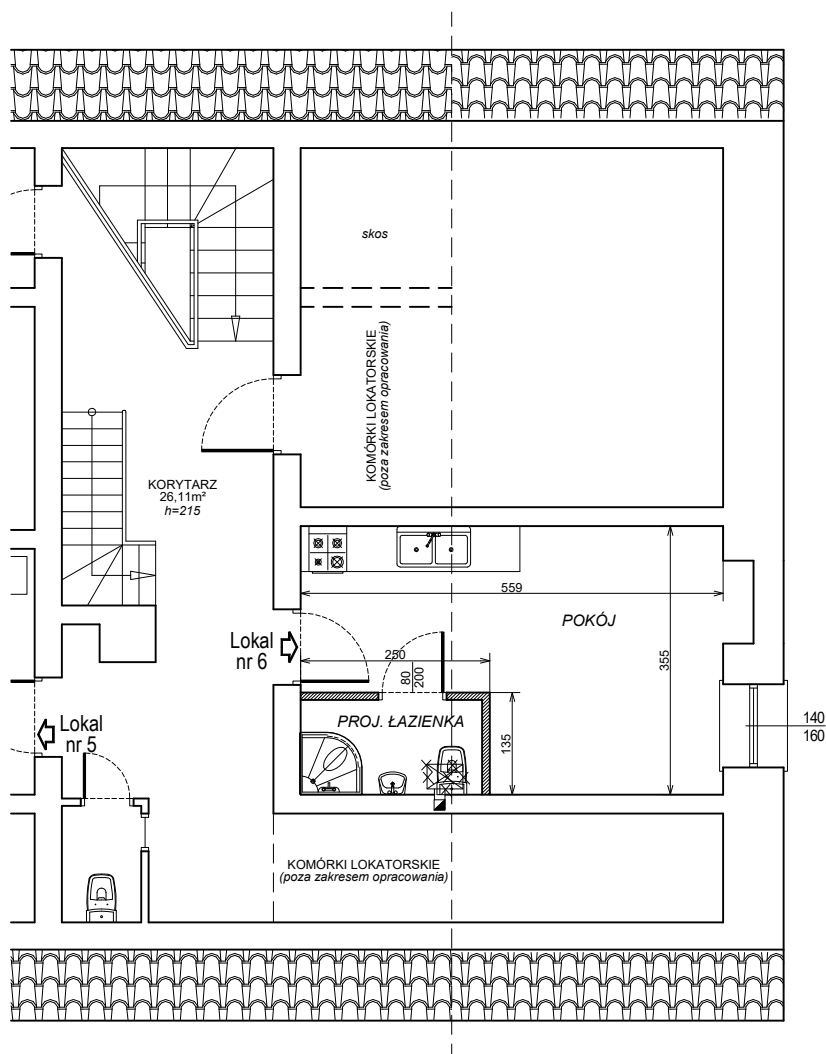 skos
KOMÓRKI LOKATORSKIE
(poza zakresem opracowania)
KORYTARZ
26,11m²
h=215
559
POKÓJ
Lokal
nr 6
250
80
200
355
PROJ. ŁAZIENKA
135
140
160
Lokal
nr 5
KOMÓRKI LOKATORSKIE
(poza zakresem opracowania)